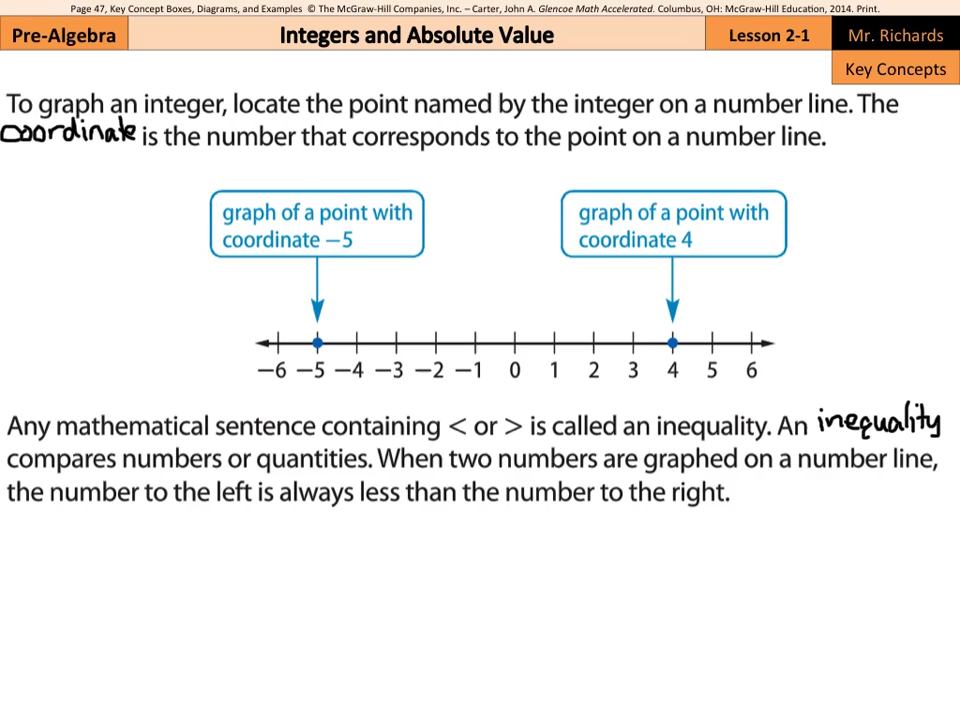 Page 47, Key Concept Boxes, Diagrams, and Examples © The McGraw-Hill Companies, Inc. – Carter, John A. Glencoe Math Accelerated. Columbus, OH: McGraw-Hill Education, 2014. Print.
Pre-Algebra
Integers and Absolute Value
Lesson 2-1
Mr. Richards
Key Concepts
To graph an integer, locate the point named by the integer on a number line. The
coordinate is the number that corresponds to the point on a number line.
graph of a point with
coordinate −5
graph of a point with
coordinate 4
−6 −5 −4 −3 −2 −1 0 1 2 3 4 5 6
Any mathematical sentence containing < or > is called an inequality. An inequality
compares numbers or quantities. When two numbers are graphed on a number line,
the number to the left is always less than the number to the right.